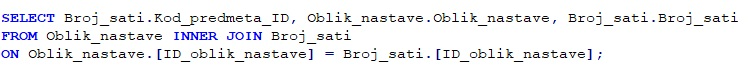 SELECT Broj_sati.Kod_predmeta_ID, Oblik_nastave.Oblik_nastave, Broj_sati.Broj_sati
FROM Oblik_nastave INNER JOIN Broj_sati
ON Oblik_nastave.[ID_oblik_nastave] = Broj_sati.[ID_oblik_nastave];